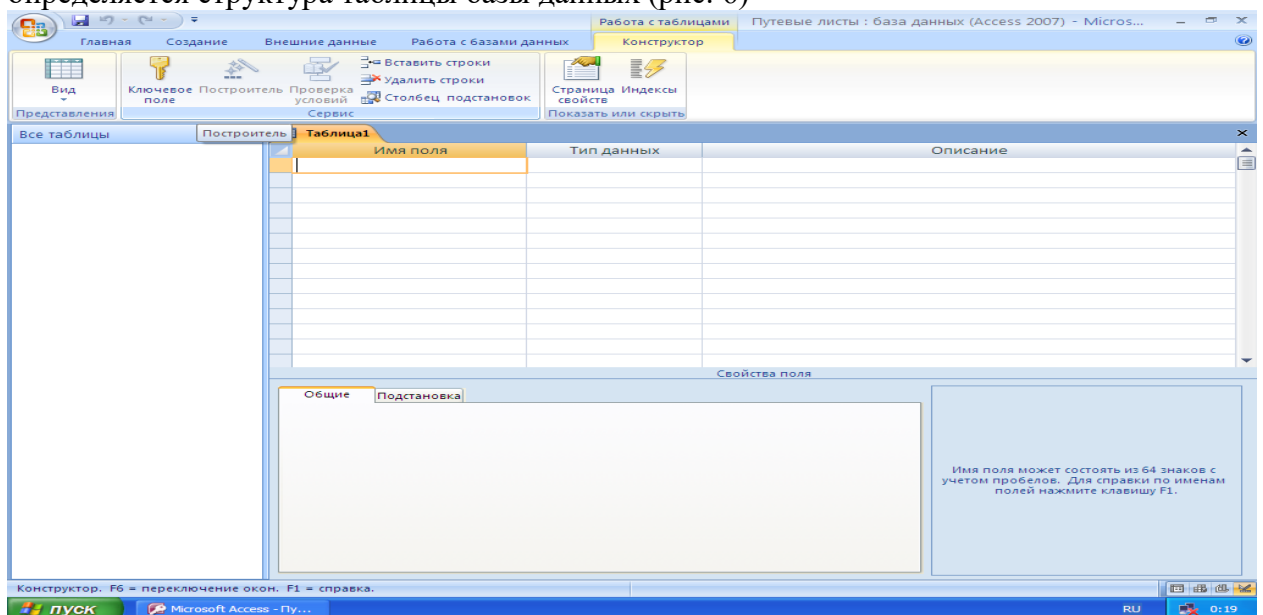 определяется структура таблицы базы данных (рис. 6)
Работа с таблицами Путевые листы : база данных (Access 2007) - Micros...
Главная Создание Внешние данные Работа с базами данных Конструктор
Вид
Ключевое поле
Построитель
Проверка условий
Вставить строки
Удалить строки
Столбец подстановок
Страница свойств
Индексы
Представления Сервис Показать или скрыть
Все таблицы Построитель Таблица1
Имя поля Тип данных Описание
Свойства поля
Общие Подстановка
Имя поля может состоять из 64 знаков с
учетом пробелов. Для справки по именам
полей нажмите клавишу F1.
Конструктор. F6 = переключение окон. F1 = справка.
пуск Microsoft Access - Пу... RU 0:19